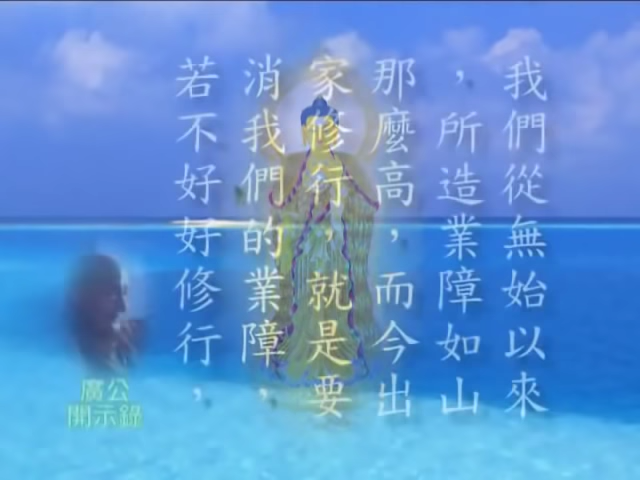 我們從無始以來
，所造業障如山
那麼高，而今出
家修行，就是要
消我們的業障，
若不好好修行，
廣公
開示錄